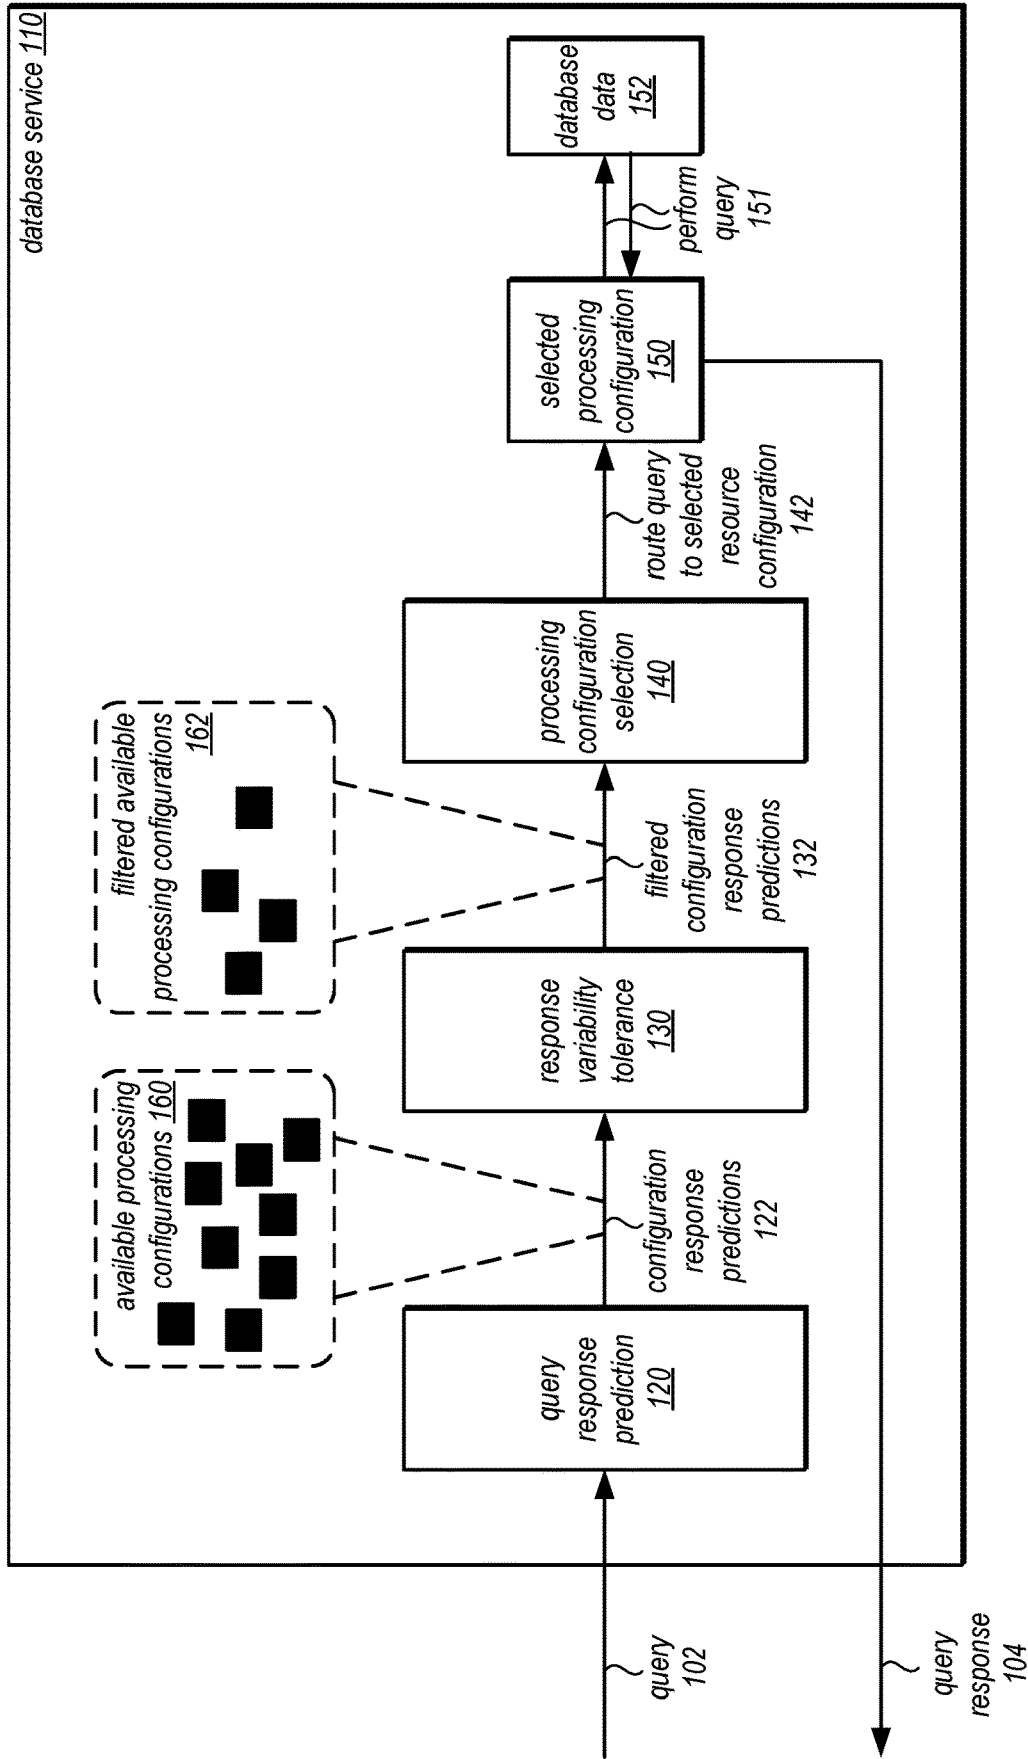 database service 110
available processing
configurations 160
filtered available
processing configurations
162
query
response
prediction
120
configuration
response
predictions
122
response
variability
tolerance
130
filtered
configuration
response
predictions
132
processing
configuration
selection
140
route query
to selected
resource
configuration
142
selected
processing
configuration
150
perform
query
151
database
data
152
query
102
query
response
104